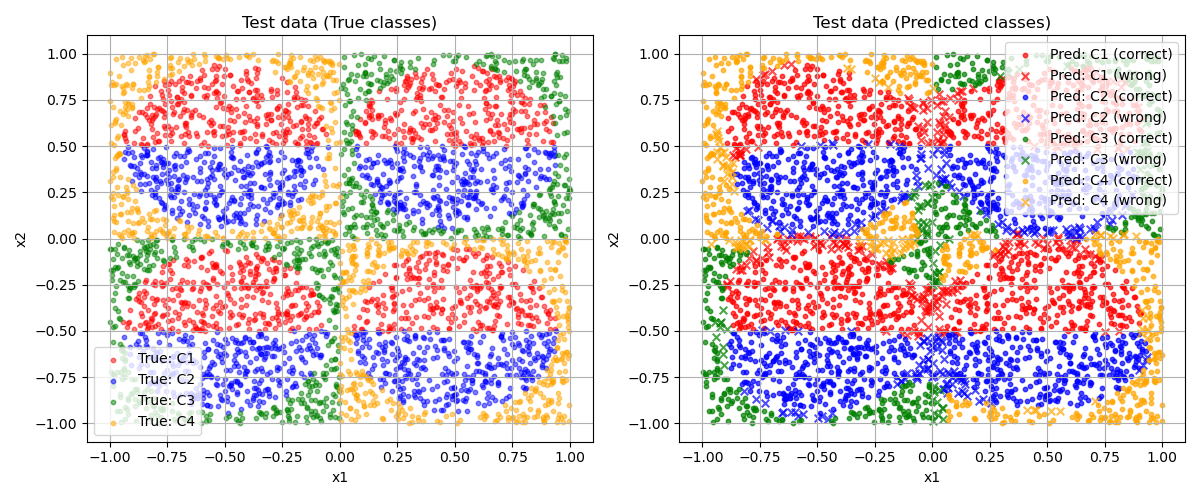 Test data (True classes)
1.00
0.75
0.50
0.25
0.00
−0.25
−0.50
−0.75
−1.00
x2
True: C1
True: C2
True: C3
True: C4
−1.00 −0.75 −0.50 −0.25 0.00 0.25 0.50 0.75 1.00
x1
Test data (Predicted classes)
1.00
0.75
0.50
0.25
0.00
−0.25
−0.50
−0.75
−1.00
x2
Pred: C1 (correct)
Pred: C1 (wrong)
Pred: C2 (correct)
Pred: C2 (wrong)
Pred: C3 (correct)
Pred: C3 (wrong)
Pred: C4 (correct)
Pred: C4 (wrong)
−1.00 −0.75 −0.50 −0.25 0.00 0.25 0.50 0.75 1.00
x1